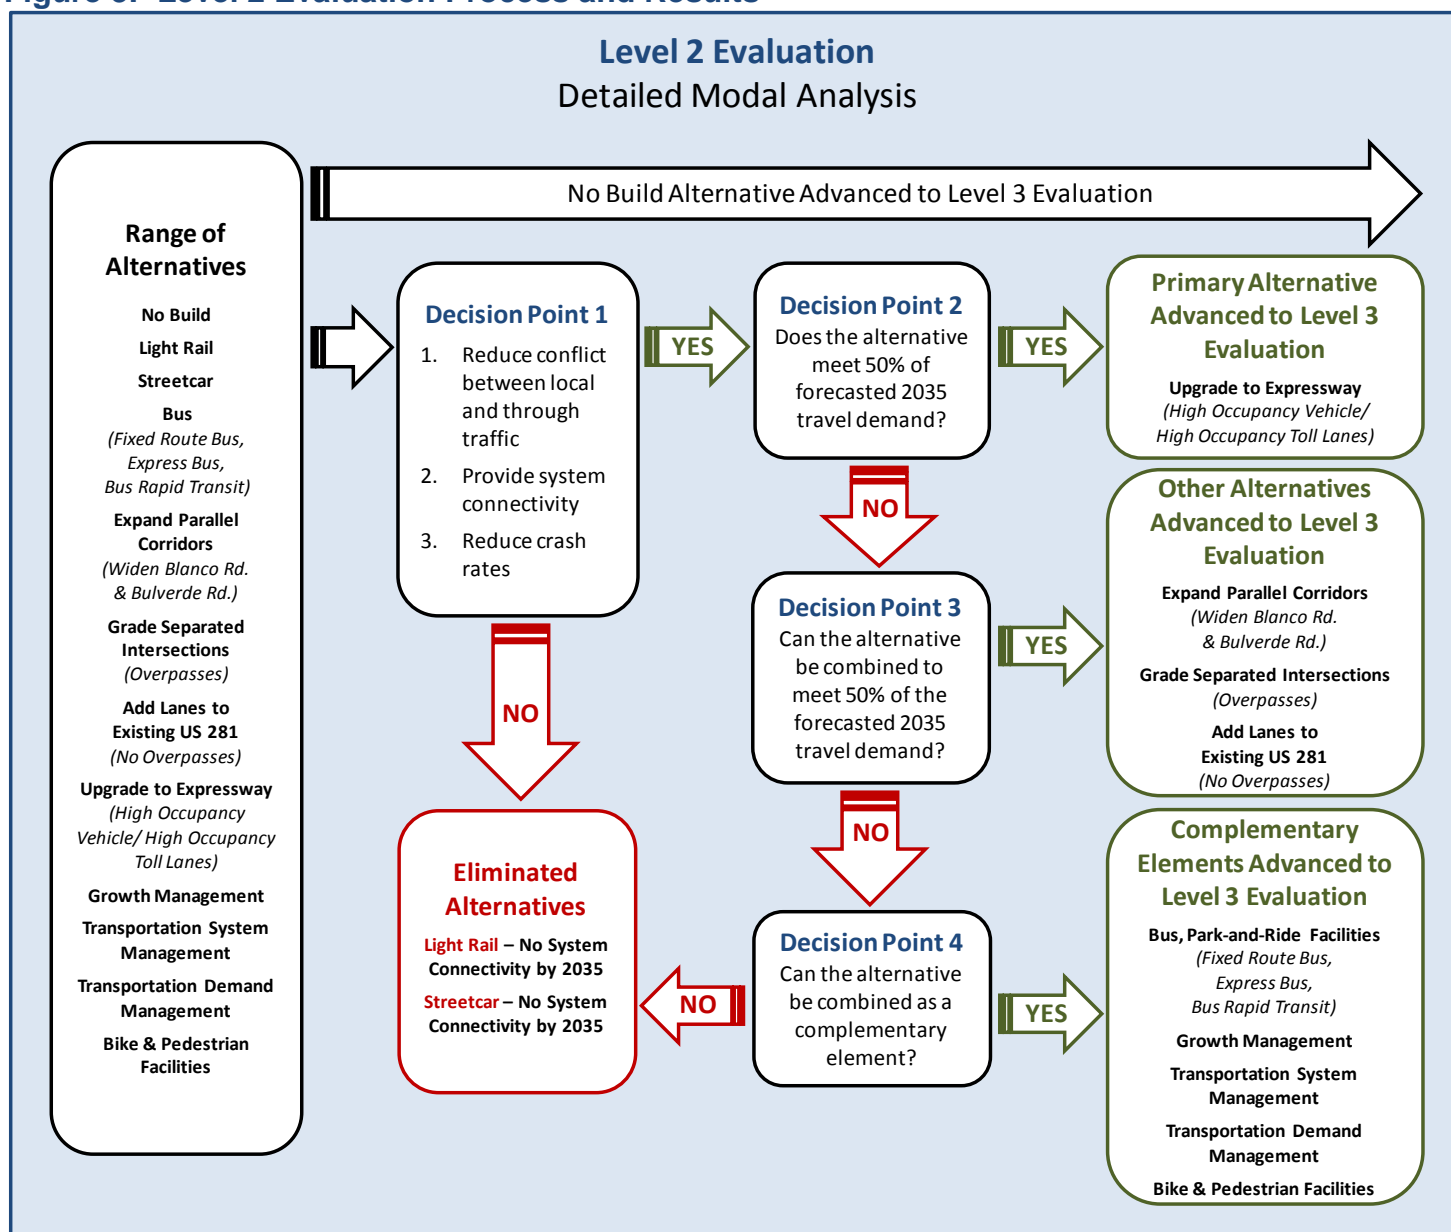 Figure 3. Level 2 Evaluation Process and Results
Level 2 Evaluation
Detailed Modal Analysis
No Build Alternative Advanced to Level 3 Evaluation
Range of
Alternatives
No Build
Light Rail
Streetcar
Bus
(Fixed Route Bus,
Express Bus,
Bus Rapid Transit)
Expand Parallel
Corridors
(Widen Blanco Rd.
& Bulverde Rd.)
Grade Separated
Intersections
(Overpasses)
Add Lanes to
Existing US 281
(No Overpasses)
Upgrade to Expressway
(High Occupancy
Vehicle/ High Occupancy
Toll Lanes)
Growth Management
Transportation System
Management
Transportation Demand
Management
Bike & Pedestrian
Facilities
Decision Point 1
1. Reduce conflict
between local
and through
traffic
2. Provide system
connectivity
3. Reduce crash
rates
YES
NO
Eliminated
Alternatives
Light Rail – No System
Connectivity by 2035
Streetcar – No System
Connectivity by 2035
Decision Point 2
Does the alternative
meet 50% of
forecasted 2035
travel demand?
YES
NO
Decision Point 3
Can the alternative
be combined to
meet 50% of the
forecasted 2035
travel demand?
YES
NO
Decision Point 4
Can the alternative
be combined as a
complementary
element?
NO
YES
Primary Alternative
Advanced to Level 3
Evaluation
Upgrade to Expressway
(High Occupancy Vehicle/
High Occupancy Toll Lanes)
Other Alternatives
Advanced to Level 3
Evaluation
Expand Parallel Corridors
(Widen Blanco Rd.
& Bulverde Rd.)
Grade Separated Intersections
(Overpasses)
Add Lanes to
Existing US 281
(No Overpasses)
Complementary
Elements Advanced to
Level 3 Evaluation
Bus, Park-and-Ride Facilities
(Fixed Route Bus,
Express Bus,
Bus Rapid Transit)
Growth Management
Transportation System
Management
Transportation Demand
Management
Bike & Pedestrian Facilities